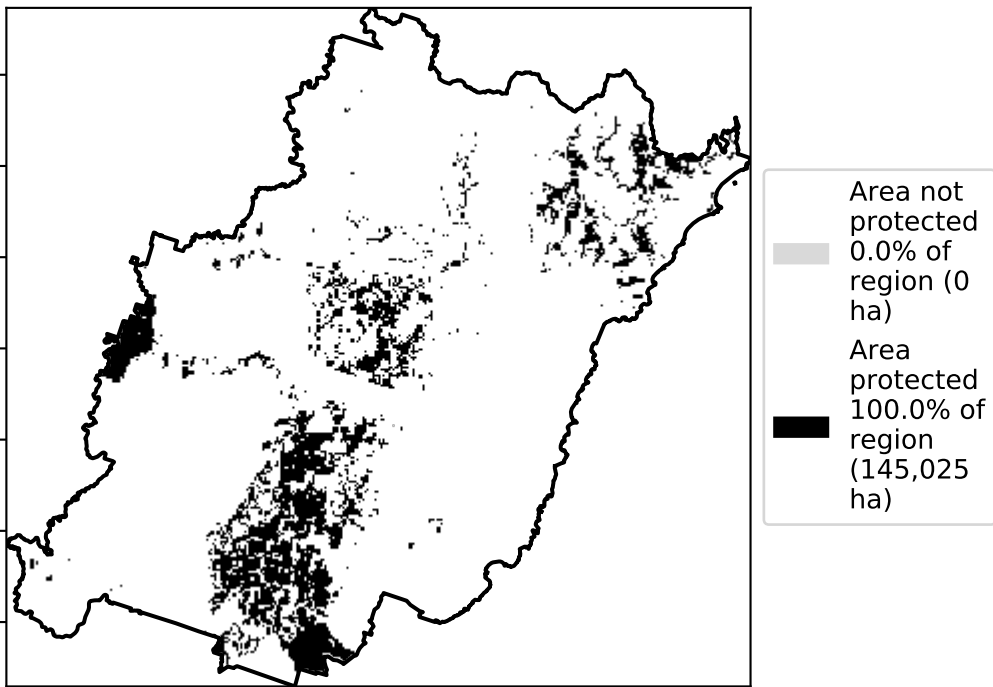 Area not
protected
0.0% of
region (0
ha)
Area
protected
100.0% of
region
(145,025
ha)